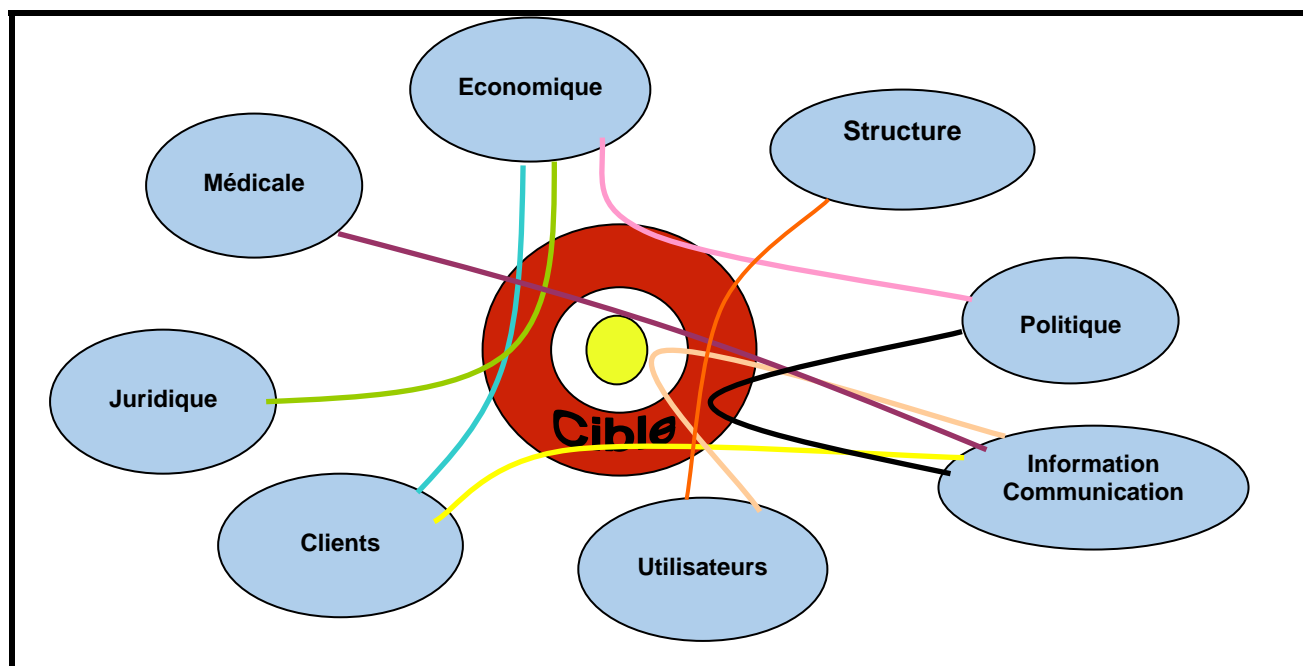 Economique
Structure
Médicale
Politique
Juridique
Cible
Information
Communication
Clients
Utilisateurs